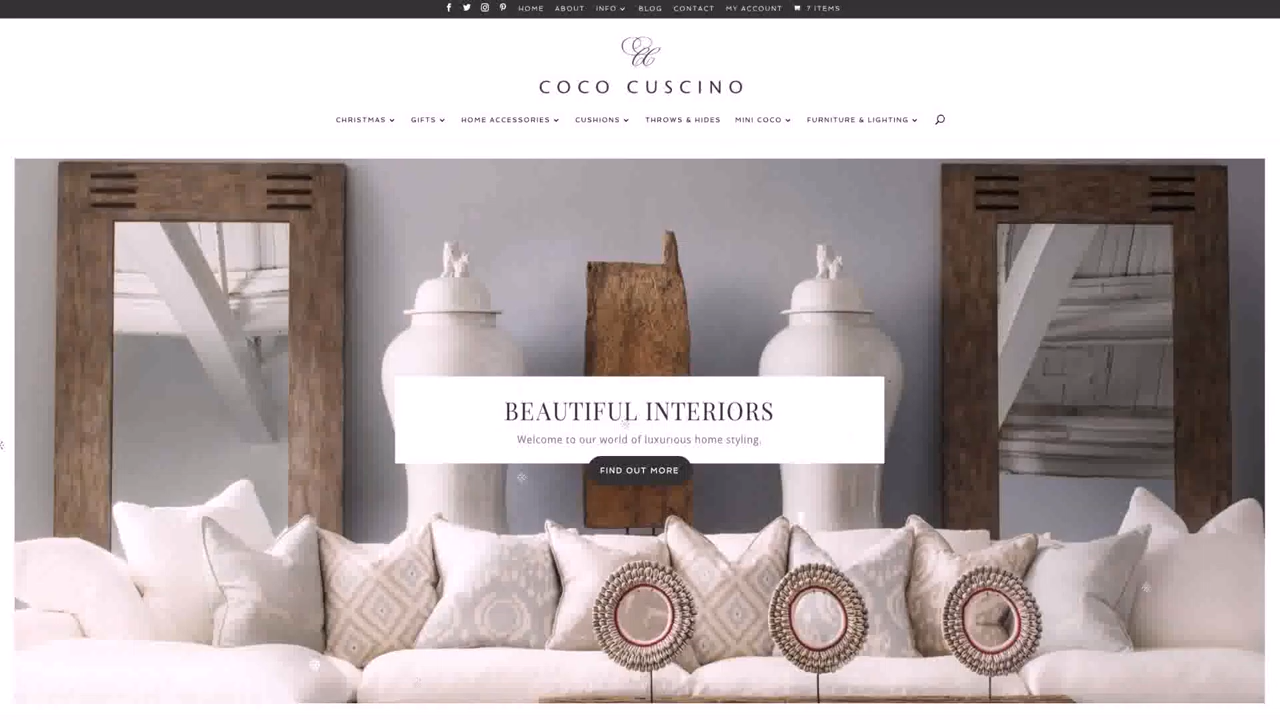 HOME ABOUT INFO BLOG CONTACT MY ACCOUNT 7 ITEMS
CC
COCO CUSCINO
CHRISTMAS GIFTS HOME ACCESSORIES CUSHIONS THROWS & HIDES MINI COCO FURNITURE & LIGHTING
BEAUTIFUL INTERIORS
Welcome to our world of luxurious home styling.
FIND OUT MORE